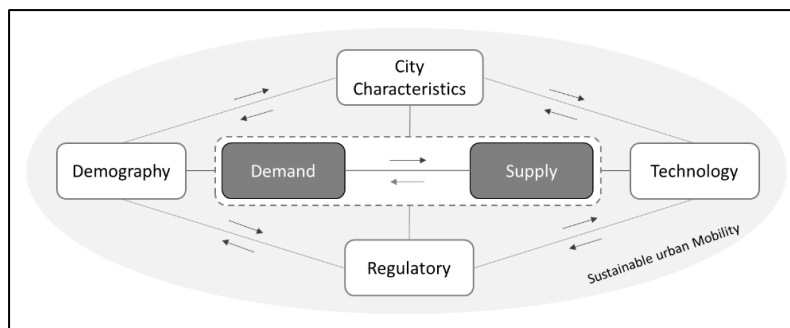 City
Characteristics
Demography
Demand
Supply
Technology
Regulatory
Sustainable urban Mobility